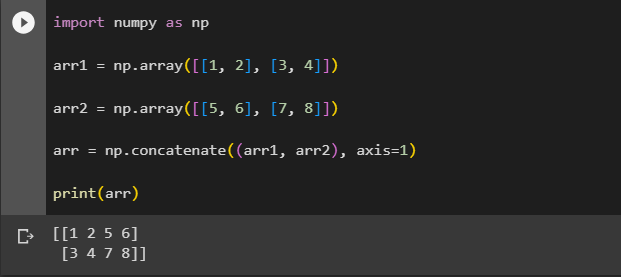 import numpy as np
arr1 = np.array([[1, 2], [3, 4]])
arr2 = np.array([[5, 6], [7, 8]])
arr = np.concatenate((arr1, arr2), axis=1)
print(arr)
[[1 2 5 6]
 [3 4 7 8]]